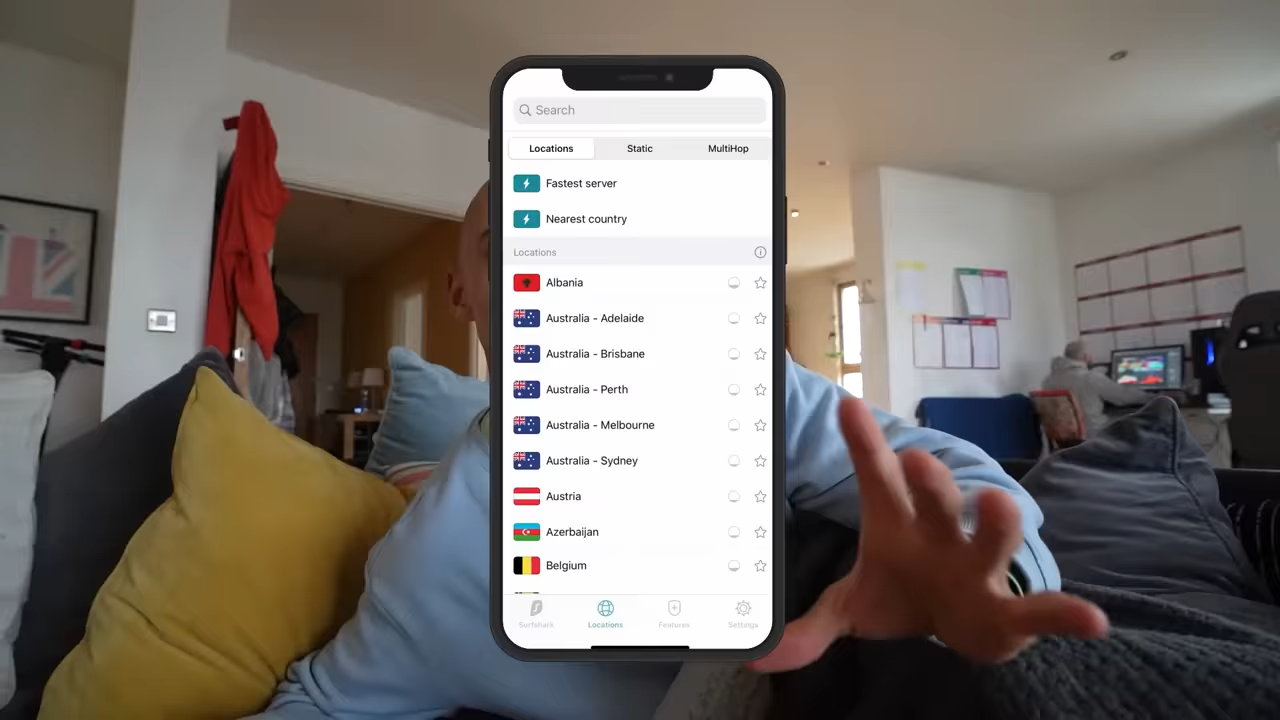 Search
Locations Static MultiHop
Fastest server
Nearest country
Locations
Albania
Australia - Adelaide
Australia - Brisbane
Australia - Perth
Australia - Melbourne
Australia - Sydney
Austria
Azerbaijan
Belgium
Surfshark Locations Features Settings